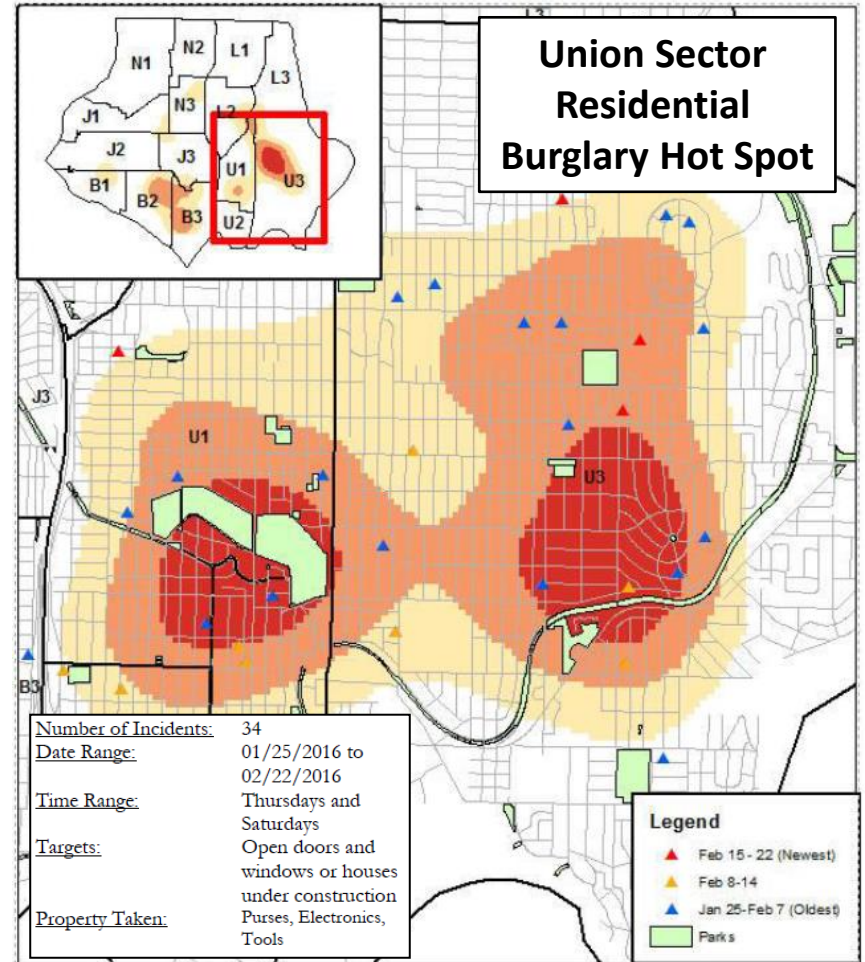 Union Sector
Residential
Burglary Hot Spot
N1
N2
L1
L3
N3
L2
J1
J2
J3
U1
U3
B1
B2
B3
U2
L3
J3
U1
U3
B3
Number of Incidents: 34
Date Range: 01/25/2016 to
02/22/2016
Time Range: Thursdays and
Saturdays
Targets: Open doors and
windows or houses
under construction
Property Taken: Purses, Electronics,
Tools
Legend
Feb 15 - 22 (Newest)
Feb 8-14
Jan 25-Feb 7 (Oldest)
Parks